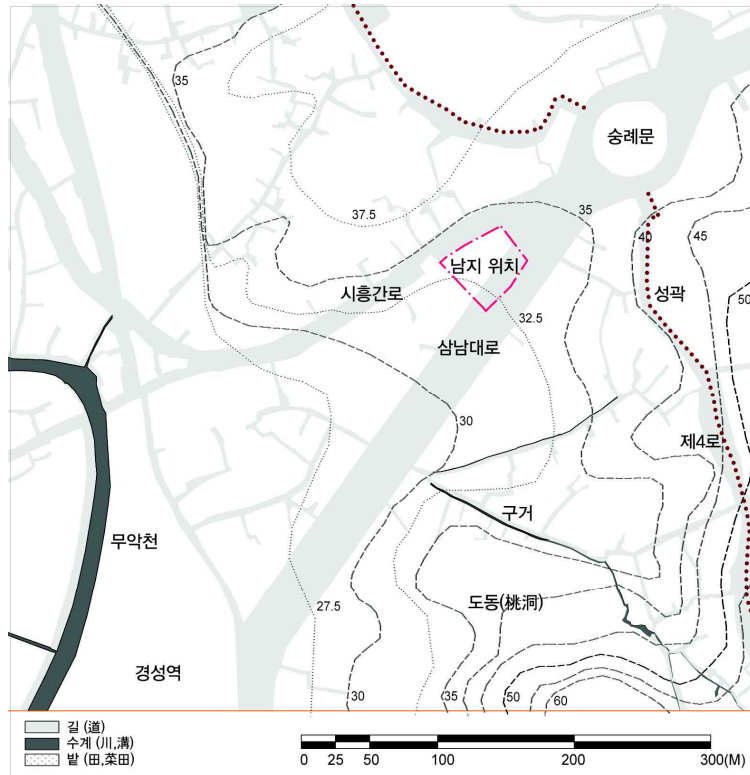 35
숭례문
37.5
35
40
45
남지 위치
시흥간로
성곽
50
32.5
삼남대로
30
제4로
구거
무악천
27.5
도동(桃洞)
경성역
30
35
50
60
길 (道)
수계 (川,溝)
밭 (田,菜田)
0 25 50 100 200 300(M)